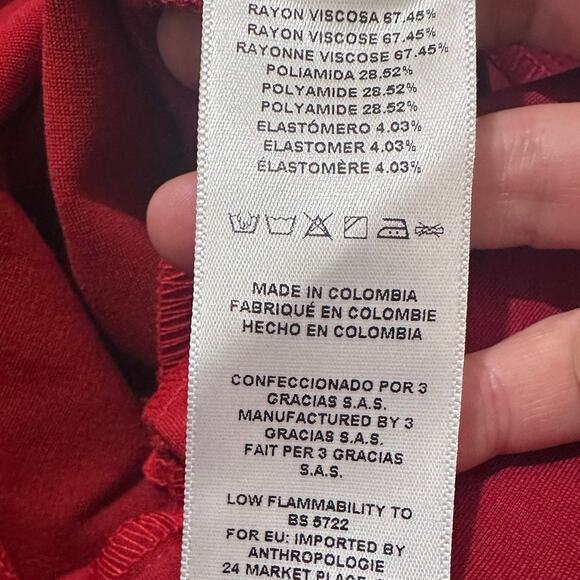 RAYON VISCOSA 67.45%
RAYON VISCOSE 67.45%
RAYONNE VISCOSE 67.45%
POLIAMIDA 28.52%
POLYAMIDE 28.52%
POLYAMIDE 28.52%
ELASTÓMERO 4.03%
ELASTOMER 4.03%
ÉLASTOMÈRE 4.03%
MADE IN COLOMBIA
FABRIQUÉ EN COLOMBIE
HECHO EN COLOMBIA
CONFECCIONADO POR 3
GRACIAS S.A.S.
MANUFACTURED BY 3
GRACIAS S.A.S.
FAIT PER 3 GRACIAS
S.A.S.
LOW FLAMMABILITY TO
BS 5722
FOR EU: IMPORTED BY
ANTHROPOLOGIE
24 MARKET PLACE